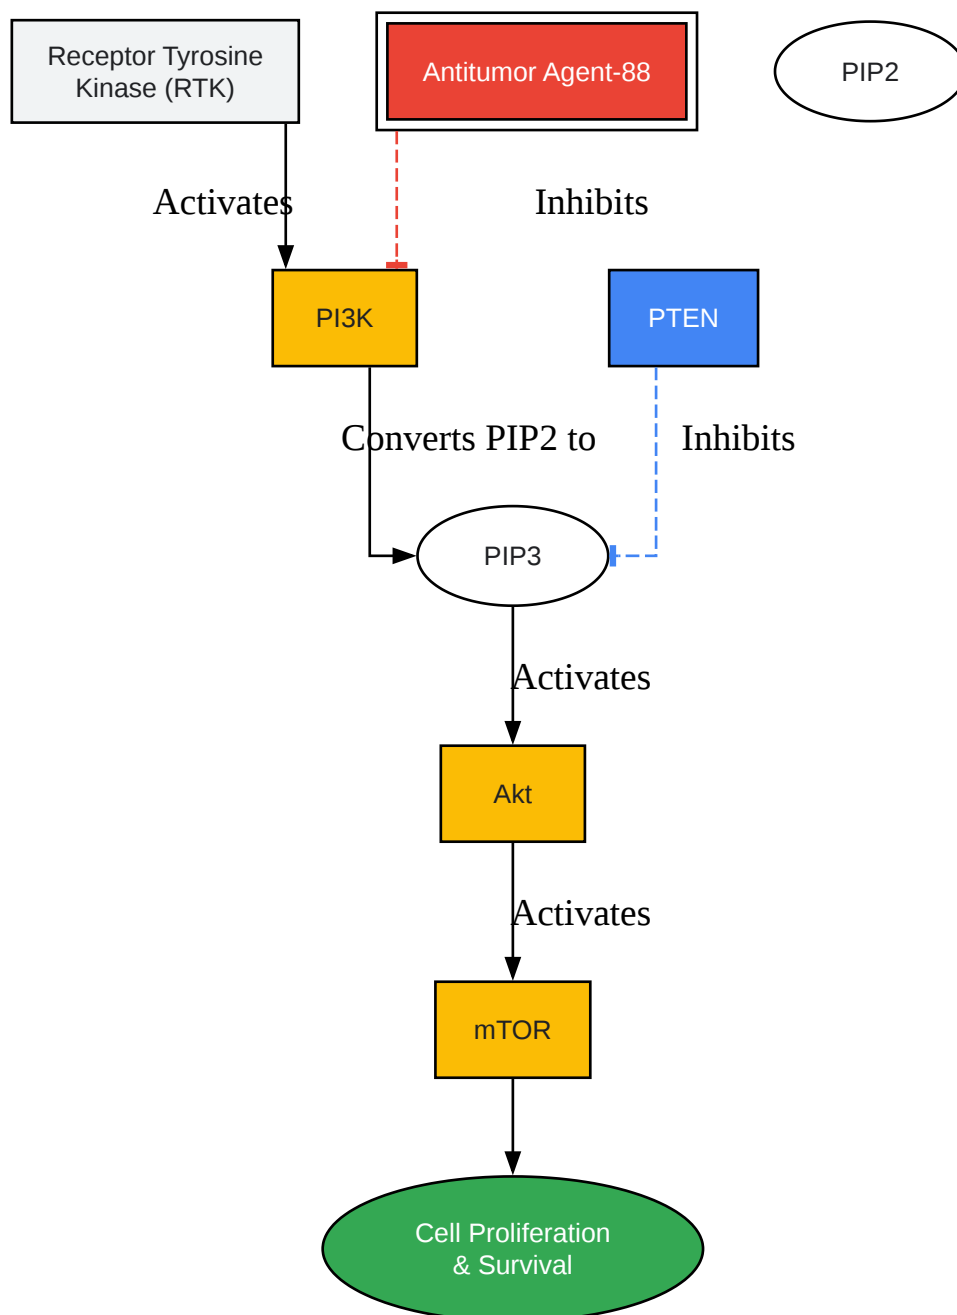 Receptor Tyrosine
Kinase (RTK)
Antitumor Agent-88
PIP2
Activates
Inhibits
PI3K
PTEN
Converts PIP2 to
Inhibits
PIP3
Activates
Akt
Activates
mTOR
Cell Proliferation
& Survival